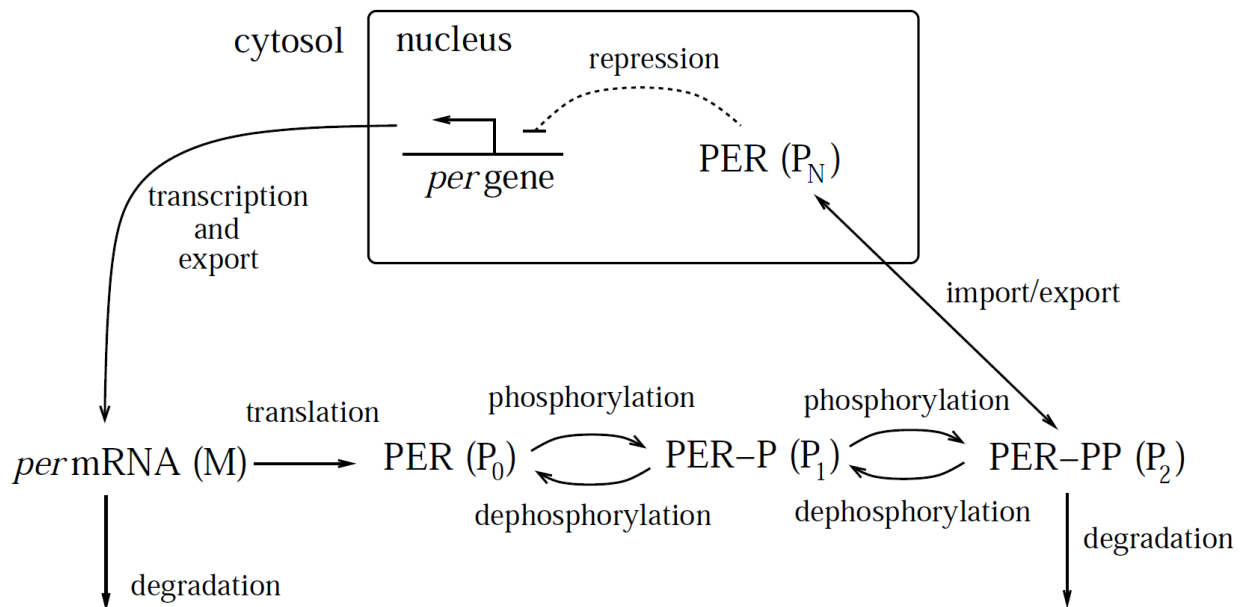 cytosol
nucleus
repression
per gene
PER (P_N)
transcription
and
export
import/export
translation
phosphorylation
phosphorylation
per mRNA (M)
PER (P_0)
PER–P (P_1)
PER–PP (P_2)
dephosphorylation
dephosphorylation
degradation
degradation